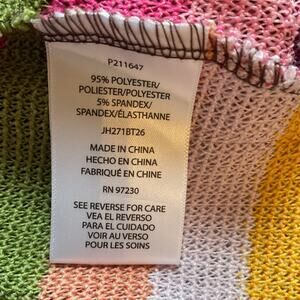 P211647
95% POLYESTER/
POLIESTER/POLYESTER
5% SPANDEX/
SPANDEX/ÉLASTHANNE
JH271BT26
MADE IN CHINA
HECHO EN CHINA
FABRIQUÉ EN CHINE
RN 97230
SEE REVERSE FOR CARE
VEA EL REVERSO
PARA EL CUIDADO
VOIR AU VERSO
POUR LES SOINS